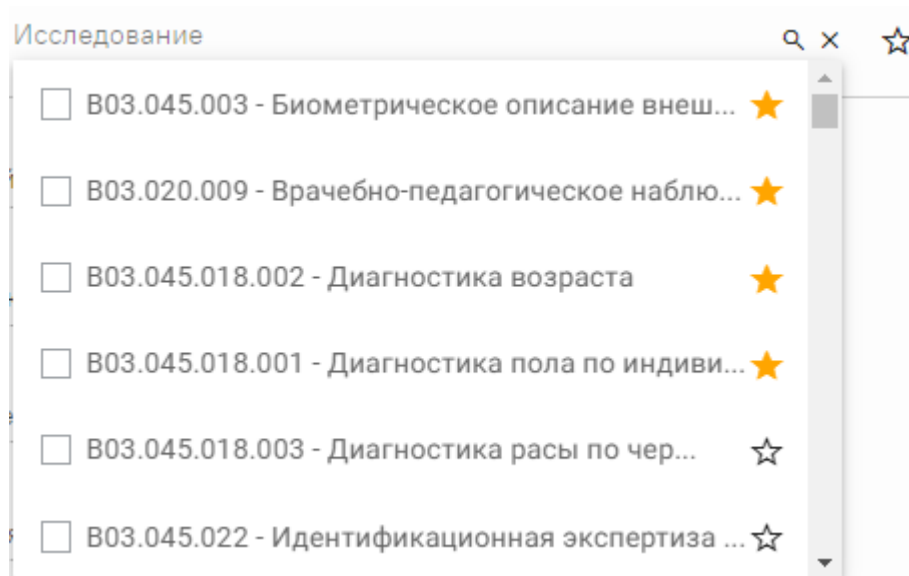 Исследование
B03.045.003 - Биометрическое описание внеш...
B03.020.009 - Врачебно-педагогическое наблю...
B03.045.018.002 - Диагностика возраста
B03.045.018.001 - Диагностика пола по индиви...
B03.045.018.003 - Диагностика расы по чер...
B03.045.022 - Идентификационная экспертиза ...